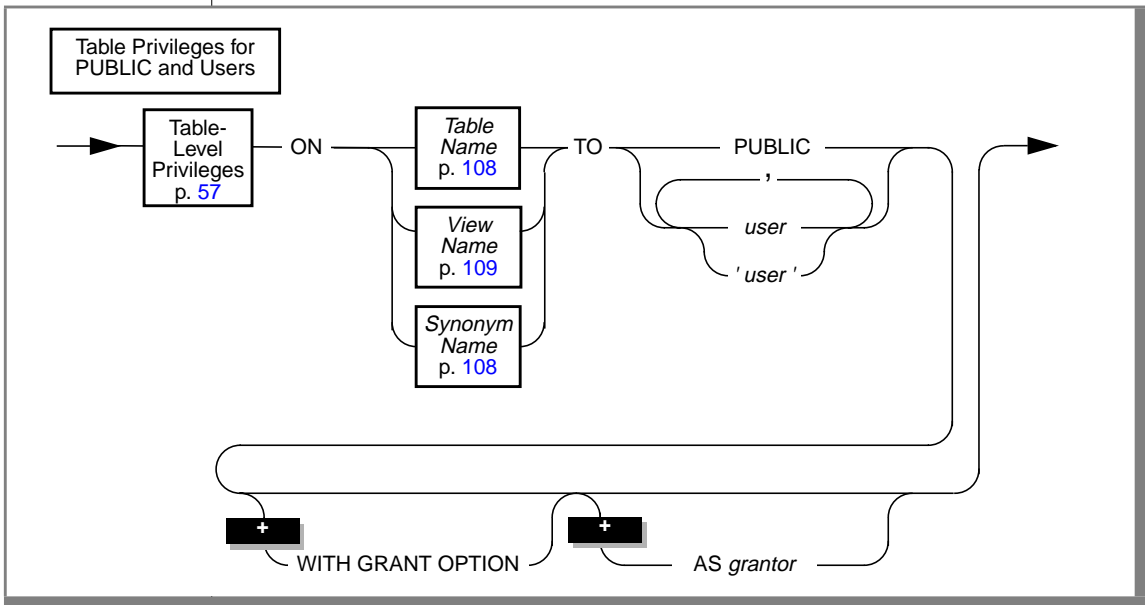 Table Privileges for
PUBLIC and Users
Table-
Level
Privileges
p. 57
ON
Table
Name
p. 108
View
Name
p. 109
Synonym
Name
p. 108
TO
PUBLIC
,
user
' user '
+
WITH GRANT OPTION
+
AS grantor